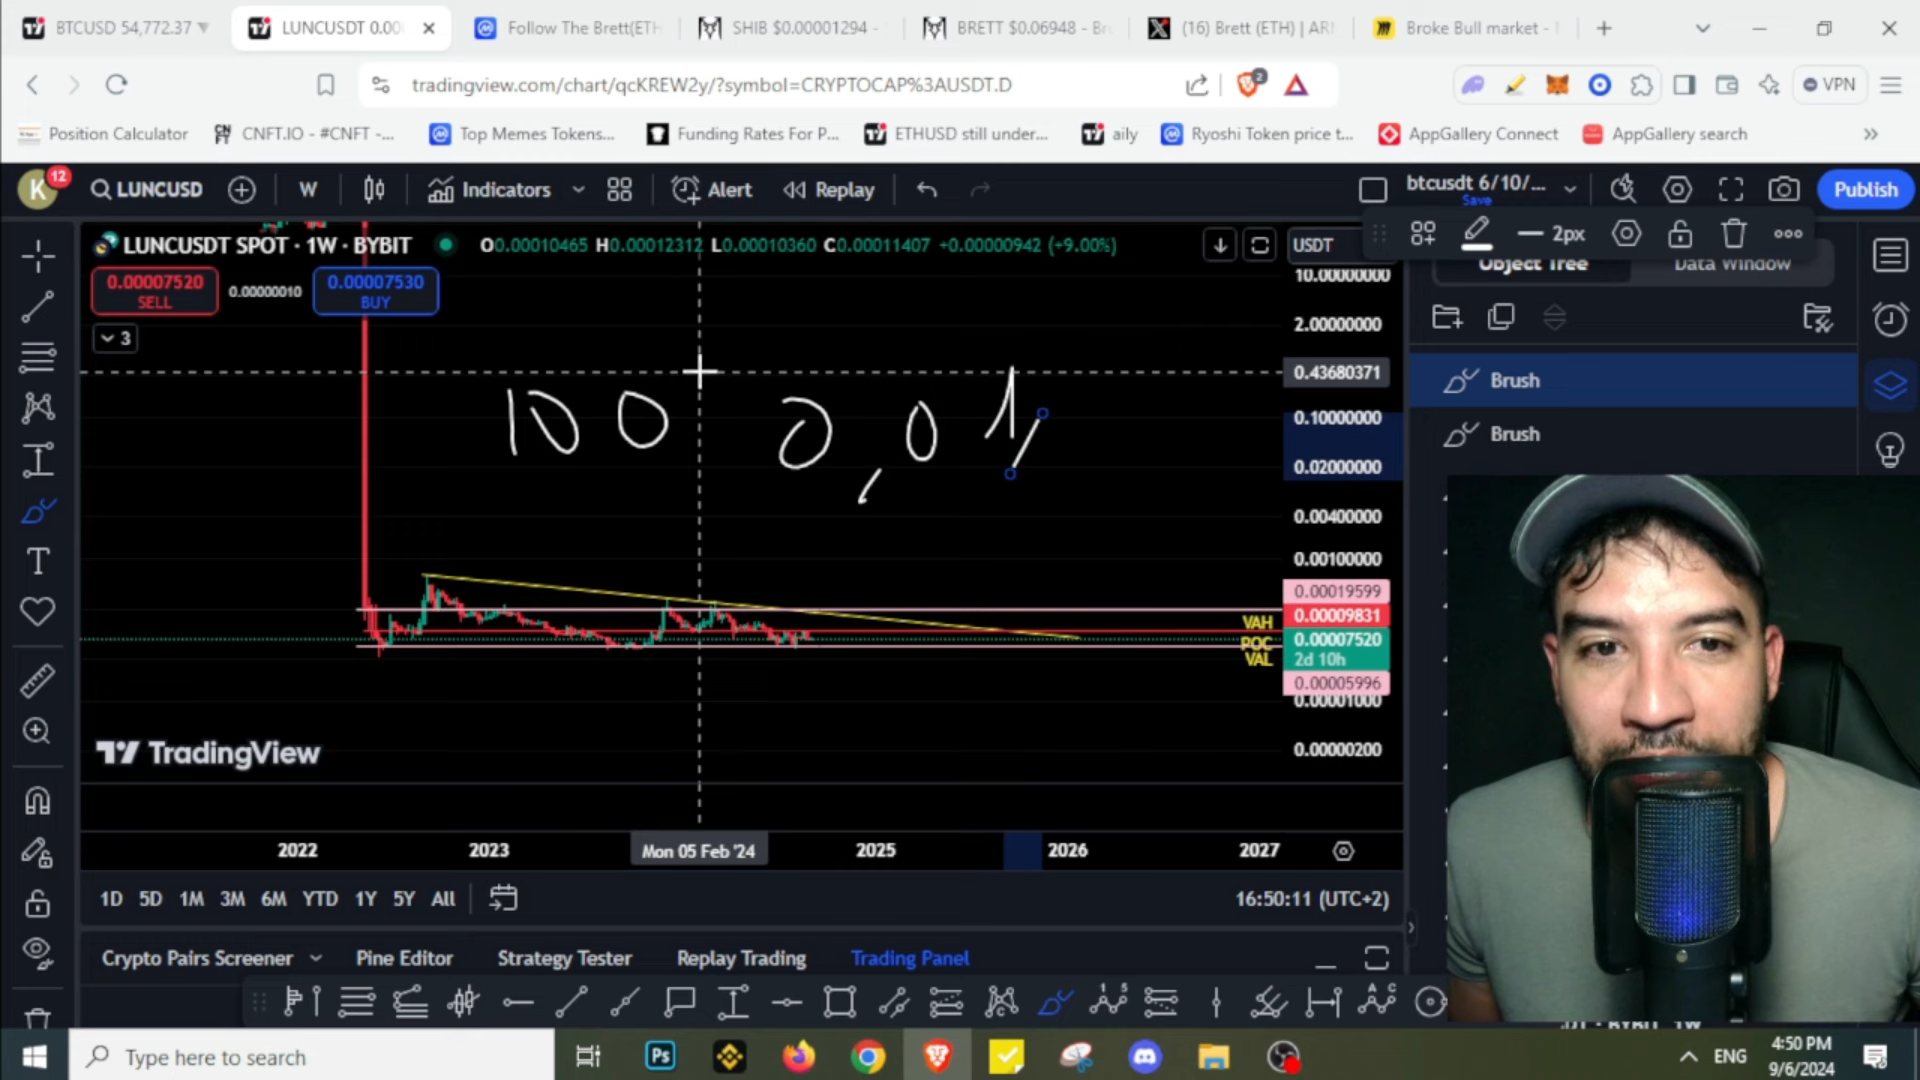 BTCUSD 54,772.37
LUNCUSDT 0.00
Follow The Brett(ETH
SHIB $0.00001294 -
BRETT $0.06948 - Br
(16) Brett (ETH) | AR
Broke Bull market -
tradingview.com/chart/qcKREW2y/?symbol=CRYPTOCAP%3AUSDT.D
2
VPN
Position Calculator
CNFT.IO - #CNFT -...
Top Memes Tokens...
Funding Rates For P...
ETHUSD still under...
aily
Ryoshi Token price t...
AppGallery Connect
AppGallery search
K 12
LUNCUSD
W
Indicators
Alert
Replay
btcusdt 6/10/...
Save
Publish
LUNCUSDT SPOT · 1W · BYBIT
O0.00010465 H0.00012312 L0.00010360 C0.00011407 +0.00000942 (+9.00%)
USDT
2px
Object Tree
Data Window
0.00007520
SELL
0.00000010
0.00007530
BUY
3
10.00000000
2.00000000
0.43680371
0.10000000
0.02000000
0.00400000
0.00100000
0.00019599
0.00009831
0.00007520
2d 10h
0.00005996
0.00001000
0.00000200
VAH
POC
VAL
100 0,01,
Brush
Brush
TradingView
2022
2023
Mon 05 Feb '24
2025
2026
2027
1D 5D 1M 3M 6M YTD 1Y 5Y All
16:50:11 (UTC+2)
Crypto Pairs Screener
Pine Editor
Strategy Tester
Replay Trading
Trading Panel
Type here to search
Ps
ENG
4:50 PM
9/6/2024